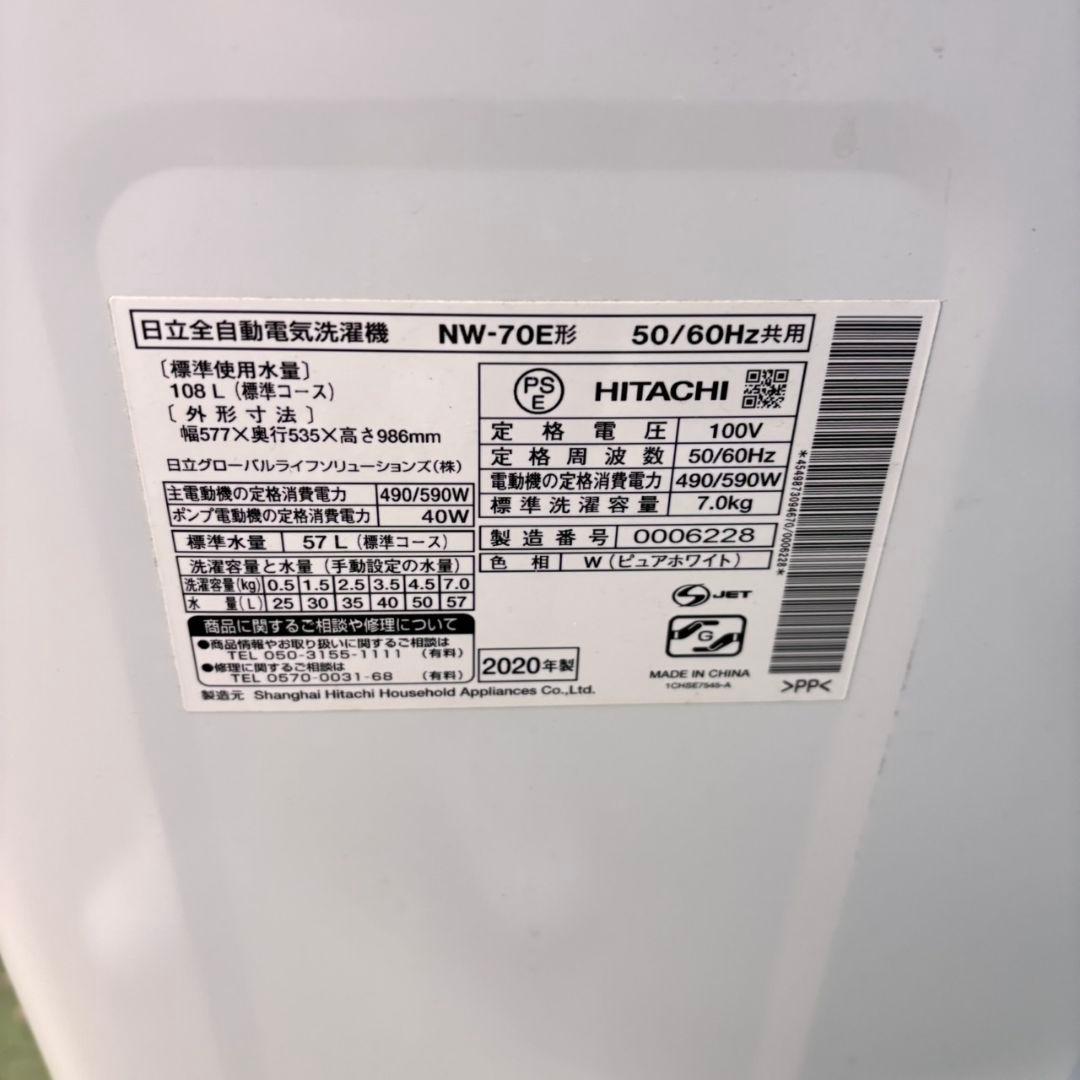 日立全自動電気洗濯機 NW-70E形 50/60Hz共用
〔標準使用水量〕
108 L (標準コース)
〔外形寸法〕
幅577×奥行535×高さ986mm
日立グローバルライフソリューションズ(株)
主電動機の定格消費電力 490/590W
ポンプ電動機の定格消費電力 40W
標準水量 57 L (標準コース)
洗濯容量と水量 (手動設定の水量)
洗濯容量(kg) 0.5 1.5 2.5 3.5 4.5 7.0
水量(L) 25 30 35 40 50 57
商品に関するご相談や修理について
●商品情報やお取り扱いに関するご相談は
TEL 050-3155-1111 (有料)
●修理に関するご相談は
TEL 0570-0031-68 (有料)
製造元 Shanghai Hitachi Household Appliances Co.,Ltd.
PS
E
HITACHI
定格電圧 100V
定格周波数 50/60Hz
電動機の定格消費電力 490/590W
標準洗濯容量 7.0kg
製造番号 0006228
色相 W (ピュアホワイト)
JET
G
2020年製
MADE IN CHINA
1CHSE7545-A
*4549873094670/0006228*
>PP<